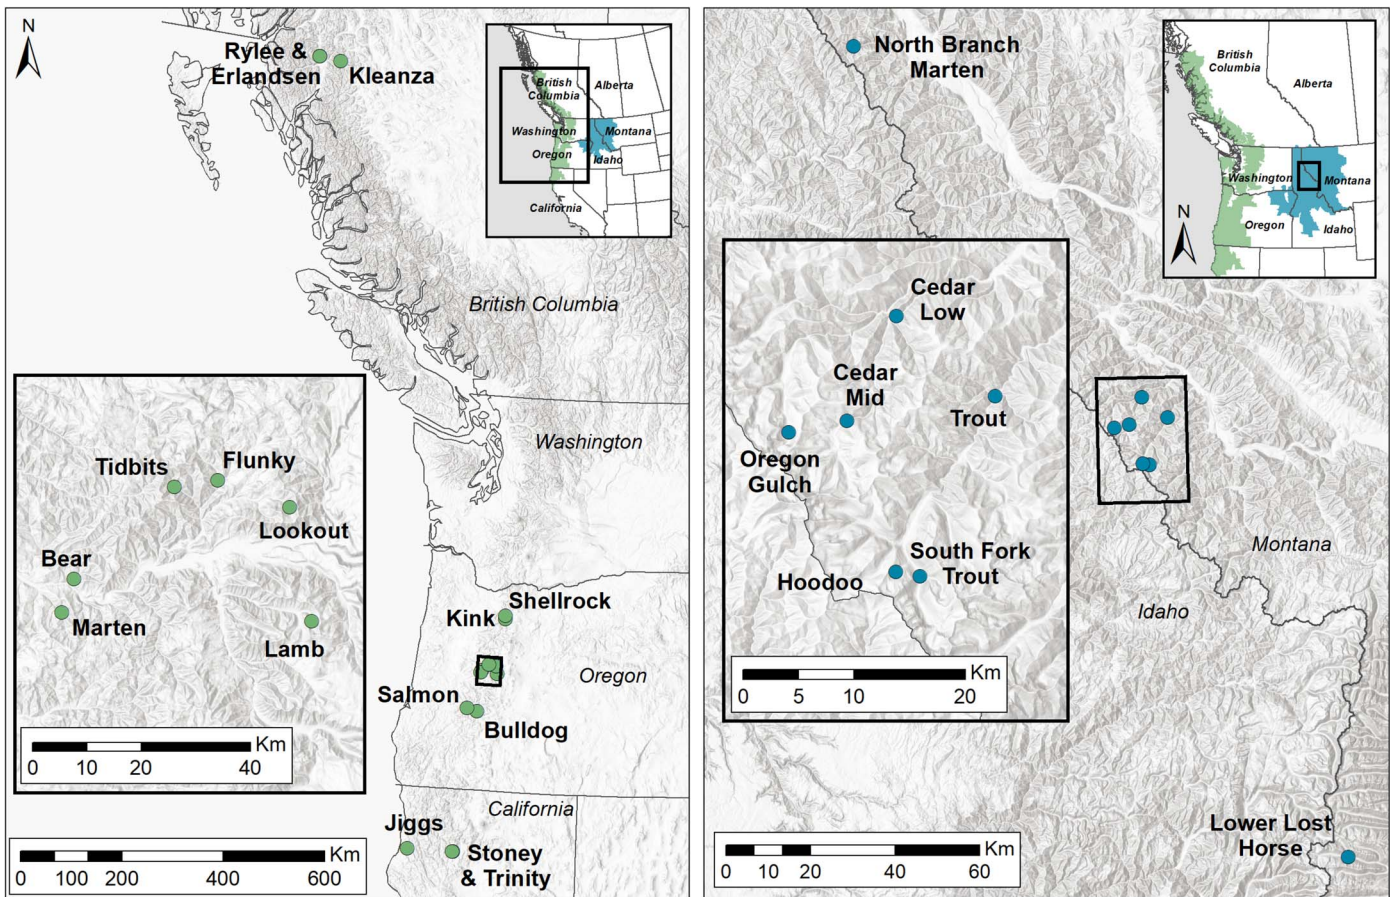 N
Rylee &
Erlandsen
Kleanza
British
Columbia
Alberta
Washington
Montana
Oregon
Idaho
California
British Columbia
Washington
Tidbits
Flunky
Lookout
Bear
Marten
Lamb
Km
0 10 20 40
Shellrock
Kink
Oregon
Salmon
Bulldog
California
Jiggs
Stoney
& Trinity
Km
0 100 200 400 600
North Branch
Marten
British
Columbia
Alberta
Washington
Montana
Oregon
Idaho
N
Cedar
Low
Cedar
Mid
Trout
Oregon
Gulch
South Fork
Trout
Hoodoo
Km
0 5 10 20
Montana
Idaho
Lower Lost
Horse
Km
0 10 20 40 60